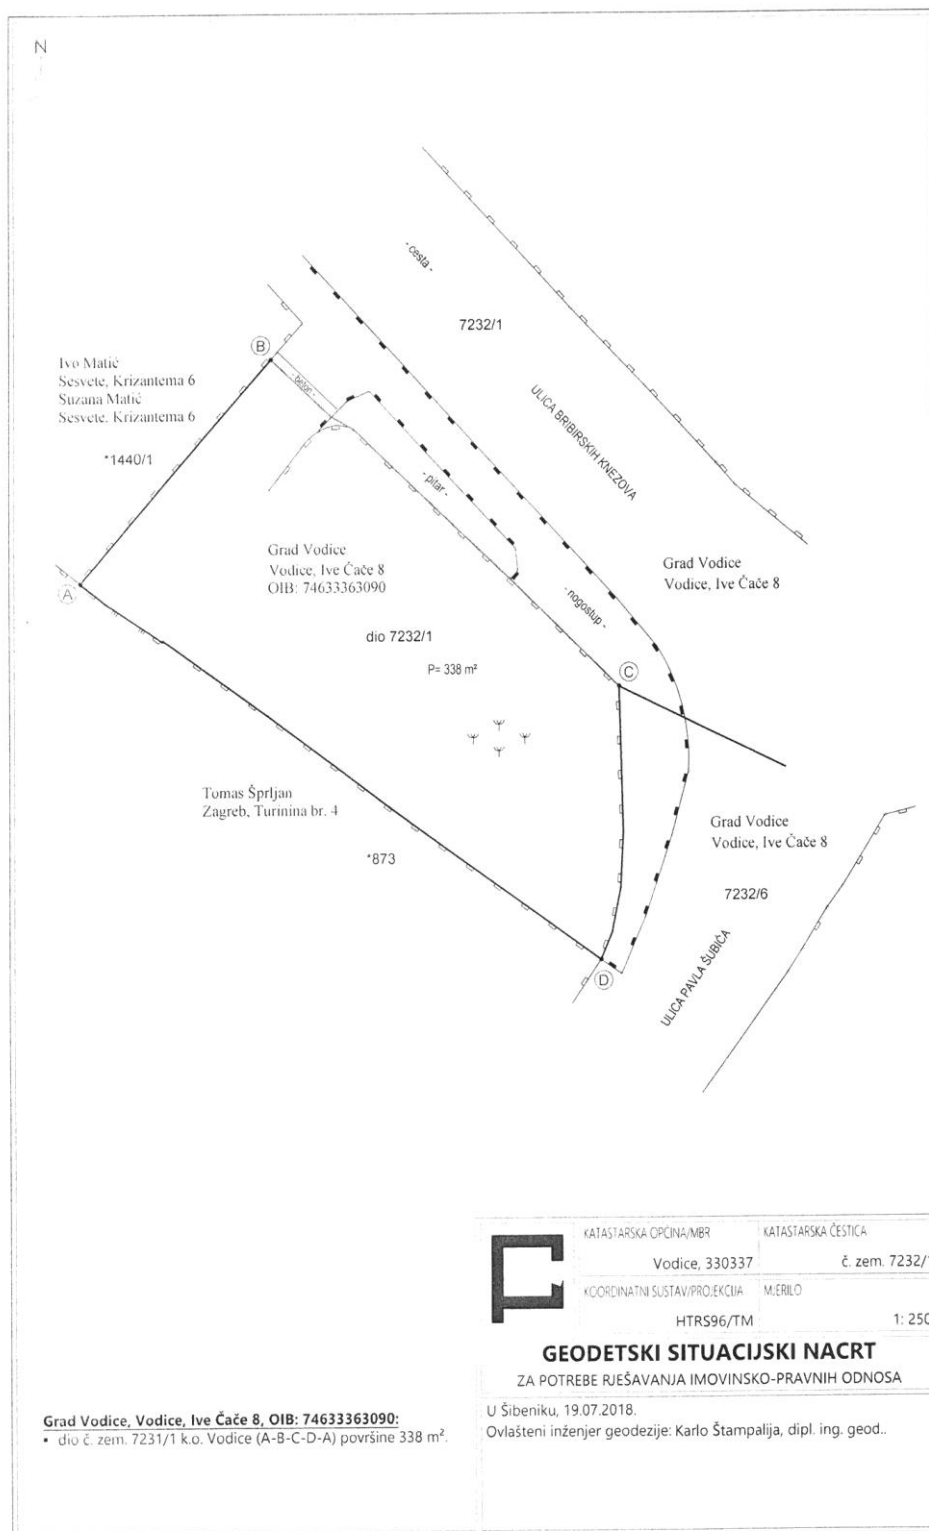 N
- cesta -
7232/1
ULICA BRIBIRSKIH KNEZOVA
B
- beton -
Ivo Matić
Sesvete, Krizantema 6
Suzana Matić
Sesvete, Krizantema 6
*1440/1
- pitar -
Grad Vodice
Vodice, Ive Čače 8
OIB: 74633363090
Grad Vodice
Vodice, Ive Čače 8
A
- nogostup -
dio 7232/1
P= 338 m²
C
Tomas Šprljan
Zagreb, Turinina br. 4
*873
Grad Vodice
Vodice, Ive Čače 8
7232/6
ULICA PAVLA ŠUBIĆA
D
KATASTARSKA OPĆINA/MBR
KATASTARSKA ČESTICA
Vodice, 330337
č. zem. 7232/1
KOORDINATNI SUSTAV/PROJEKCIJA
MJERILO
HTRS96/TM
1: 250
GEODETSKI SITUACIJSKI NACRT
ZA POTREBE RJEŠAVANJA IMOVINSKO-PRAVNIH ODNOSA
U Šibeniku, 19.07.2018.
Ovlašteni inženjer geodezije: Karlo Štampalija, dipl. ing. geod..
Grad Vodice, Vodice, Ive Čače 8, OIB: 74633363090:
• dio č. zem. 7231/1 k.o. Vodice (A-B-C-D-A) površine 338 m².